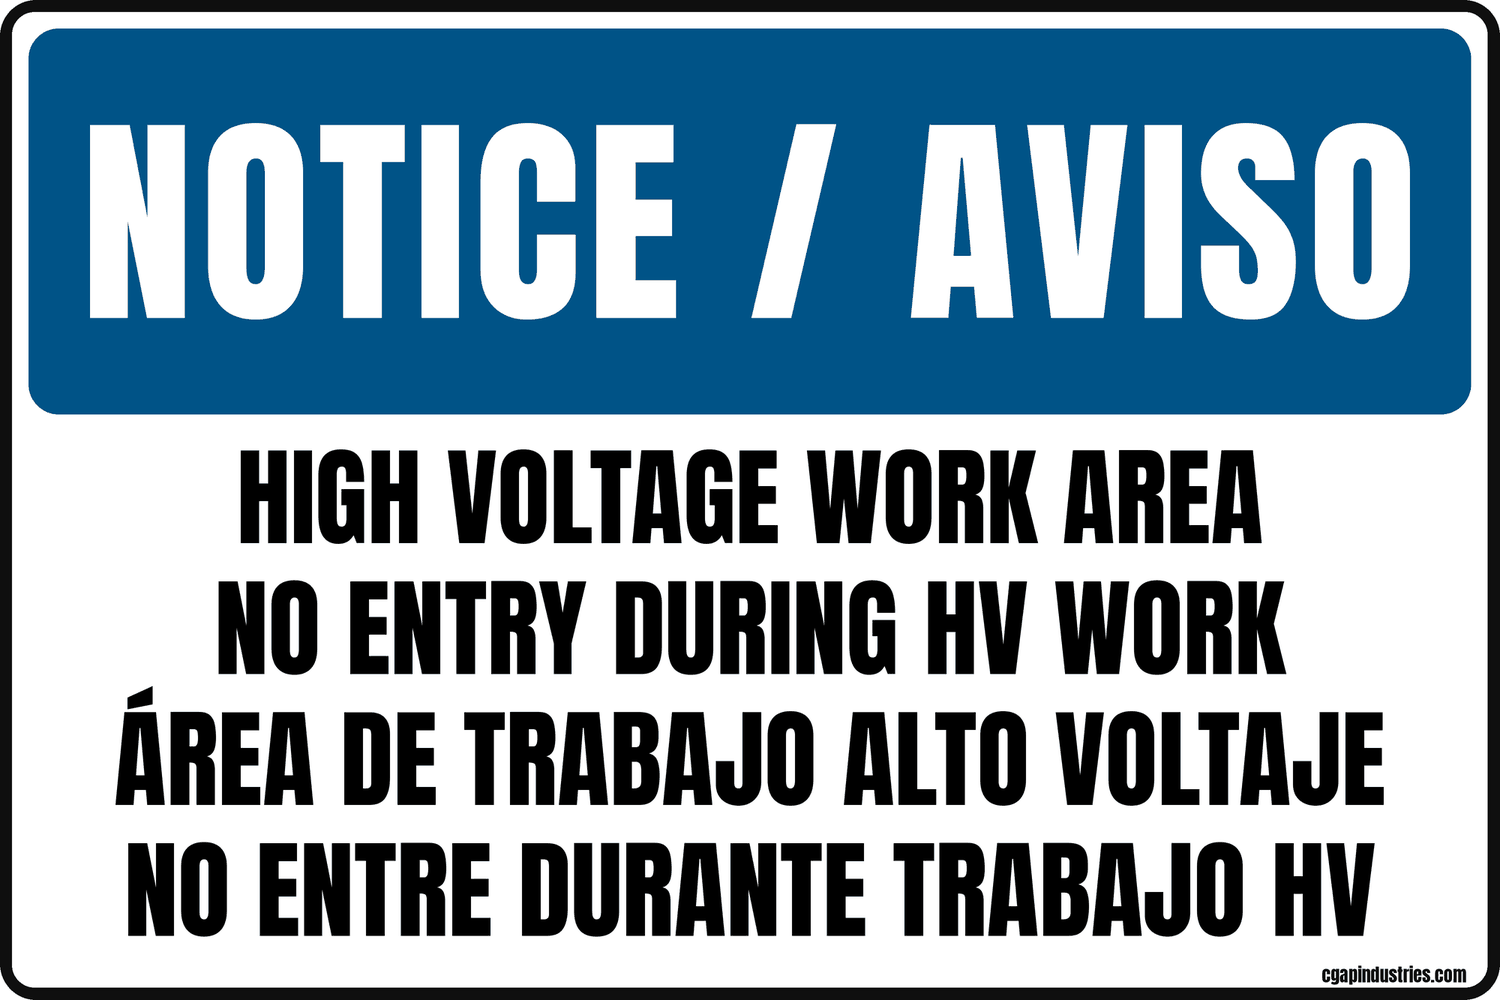 NOTICE / AVISO
HIGH VOLTAGE WORK AREA
NO ENTRY DURING HV WORK
ÁREA DE TRABAJO ALTO VOLTAJE
NO ENTRE DURANTE TRABAJO HV
cgapindustries.com